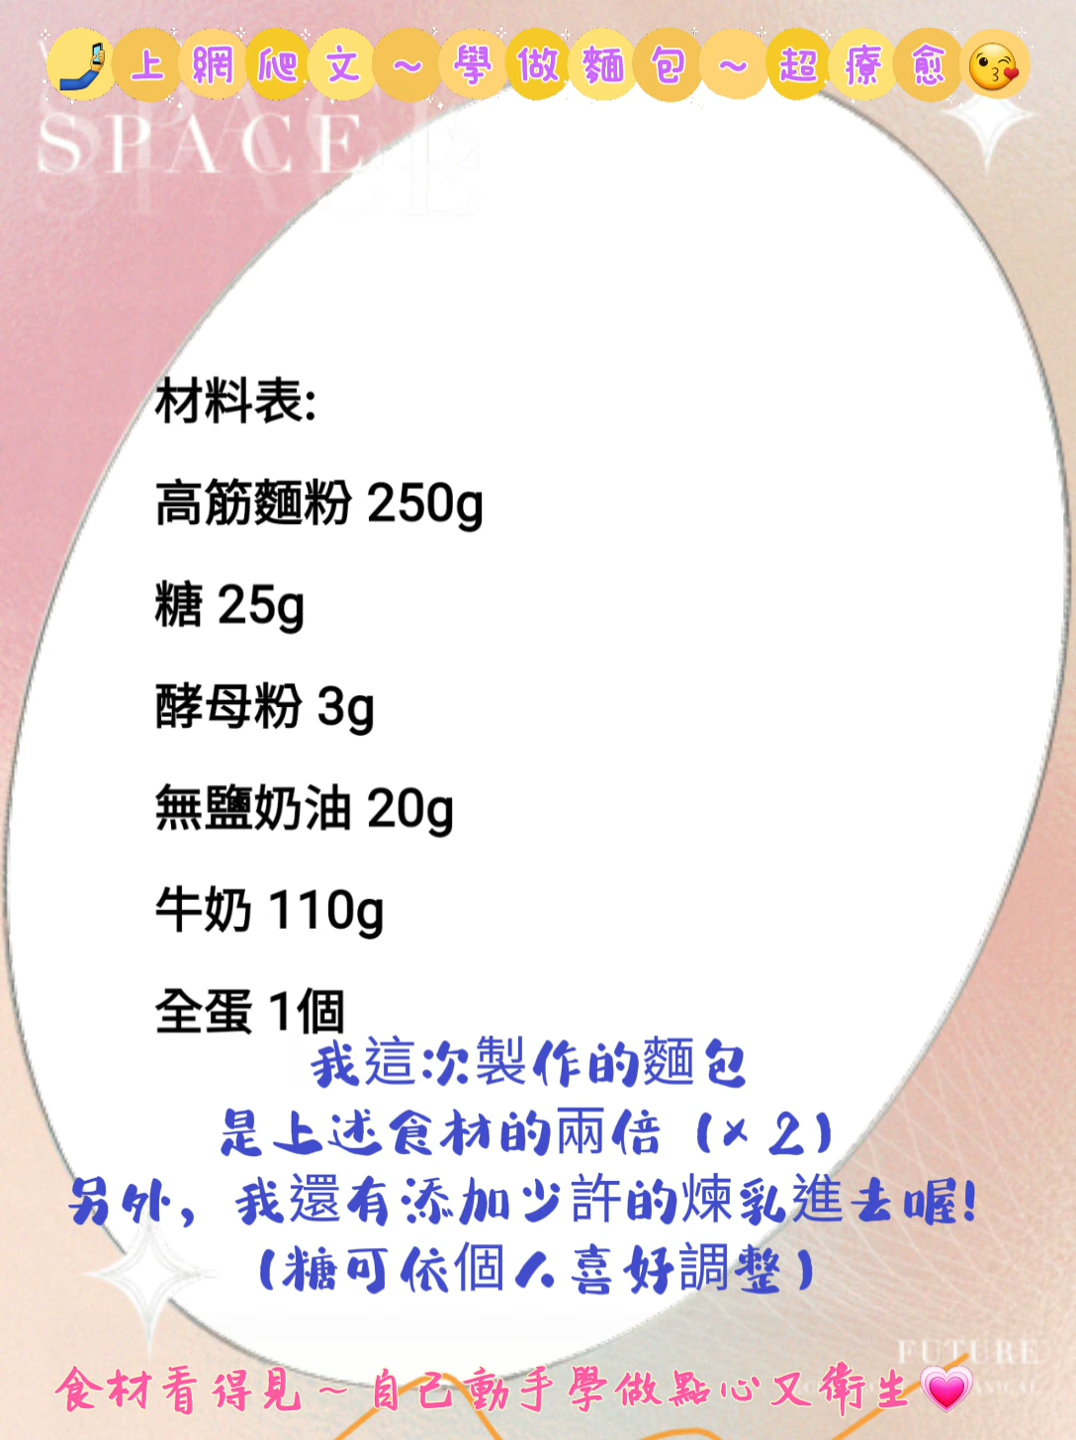 上網爬文~學做麵包~超療愈
SPACE
材料表:
高筋麵粉 250g
糖 25g
酵母粉 3g
無鹽奶油 20g
牛奶 110g
全蛋 1個
我這次製作的麵包
是上述食材的兩倍（×2）
另外，我還有添加少許的煉乳進去喔!
（糖可依個人喜好調整）
FUTURE
食材看得見~自己動手學做點心又衛生